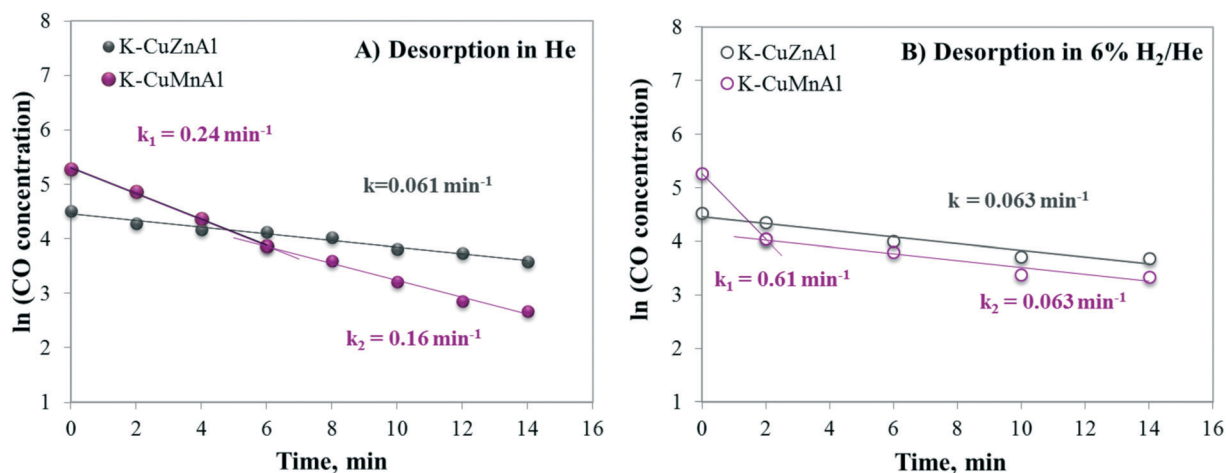 A) Desorption in He
K-CuZnAl
K-CuMnAl
k₁ = 0.24 min⁻¹
k=0.061 min⁻¹
k₂ = 0.16 min⁻¹
ln (CO concentration)
8
7
6
5
4
3
2
1
0 2 4 6 8 10 12 14 16
Time, min
B) Desorption in 6% H₂/He
K-CuZnAl
K-CuMnAl
k = 0.063 min⁻¹
k₁ = 0.61 min⁻¹
k₂ = 0.063 min⁻¹
ln (CO concentration)
8
7
6
5
4
3
2
1
0 2 4 6 8 10 12 14 16
Time, min